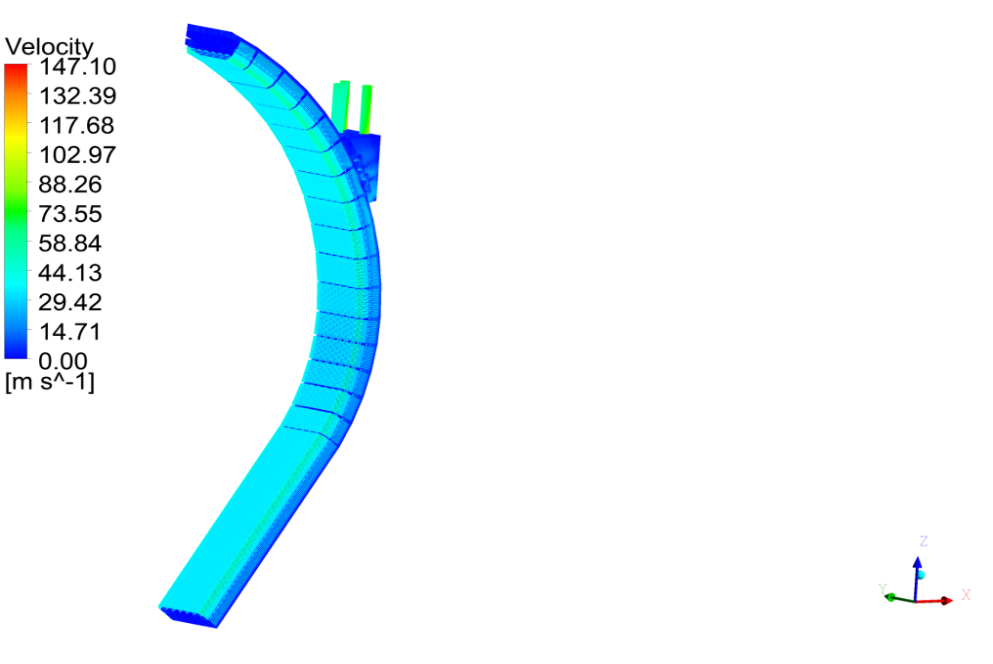 Velocity
147.10
132.39
117.68
102.97
88.26
73.55
58.84
44.13
29.42
14.71
0.00
[m s^-1]
Z
Y
X